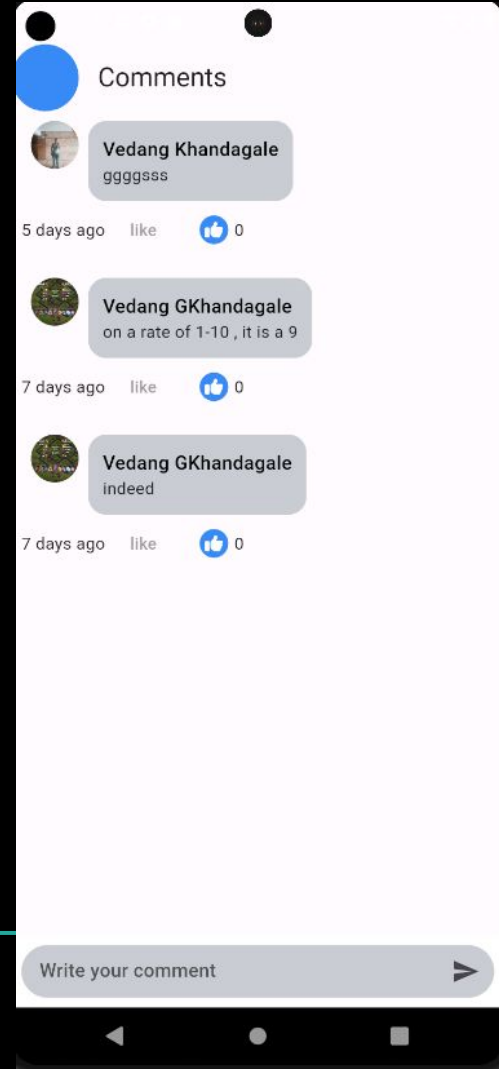 Comments
Vedang Khandagale
ggggsss
5 days ago like 0
Vedang GKhandagale
on a rate of 1-10 , it is a 9
7 days ago like 0
Vedang GKhandagale
indeed
7 days ago like 0
Write your comment